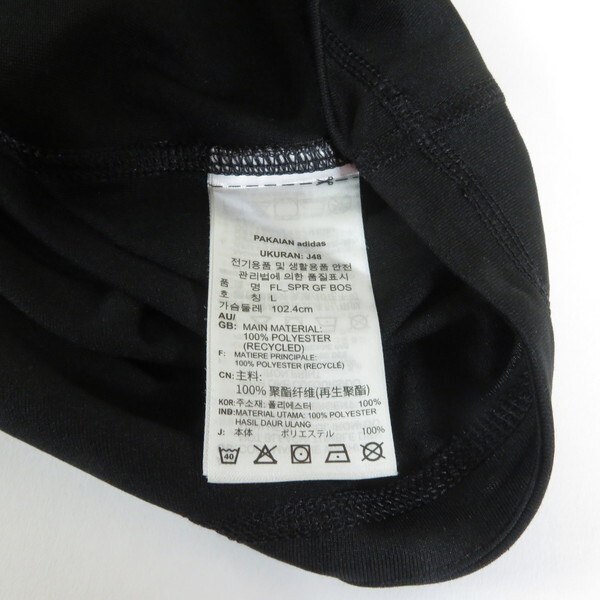 PAKAIAN adidas
UKURAN: J48
전기용품 및 생활용품 안전
관리법에 의한 품질표시
품 명 FL_SPR GF BOS
호 칭 L
가슴둘레 102.4cm
AU/
GB: MAIN MATERIAL:
100% POLYESTER
(RECYCLED)
F: MATIERE PRINCIPALE:
100% POLYESTER (RECYCLÉ)
CN: 主料:
100% 聚酯纤维(再生聚酯)
KOR: 주소재: 폴리에스터 100%
IND: MATERIAL UTAMA: 100% POLYESTER
HASIL DAUR ULANG
J: 本体 ポリエステル 100%
40